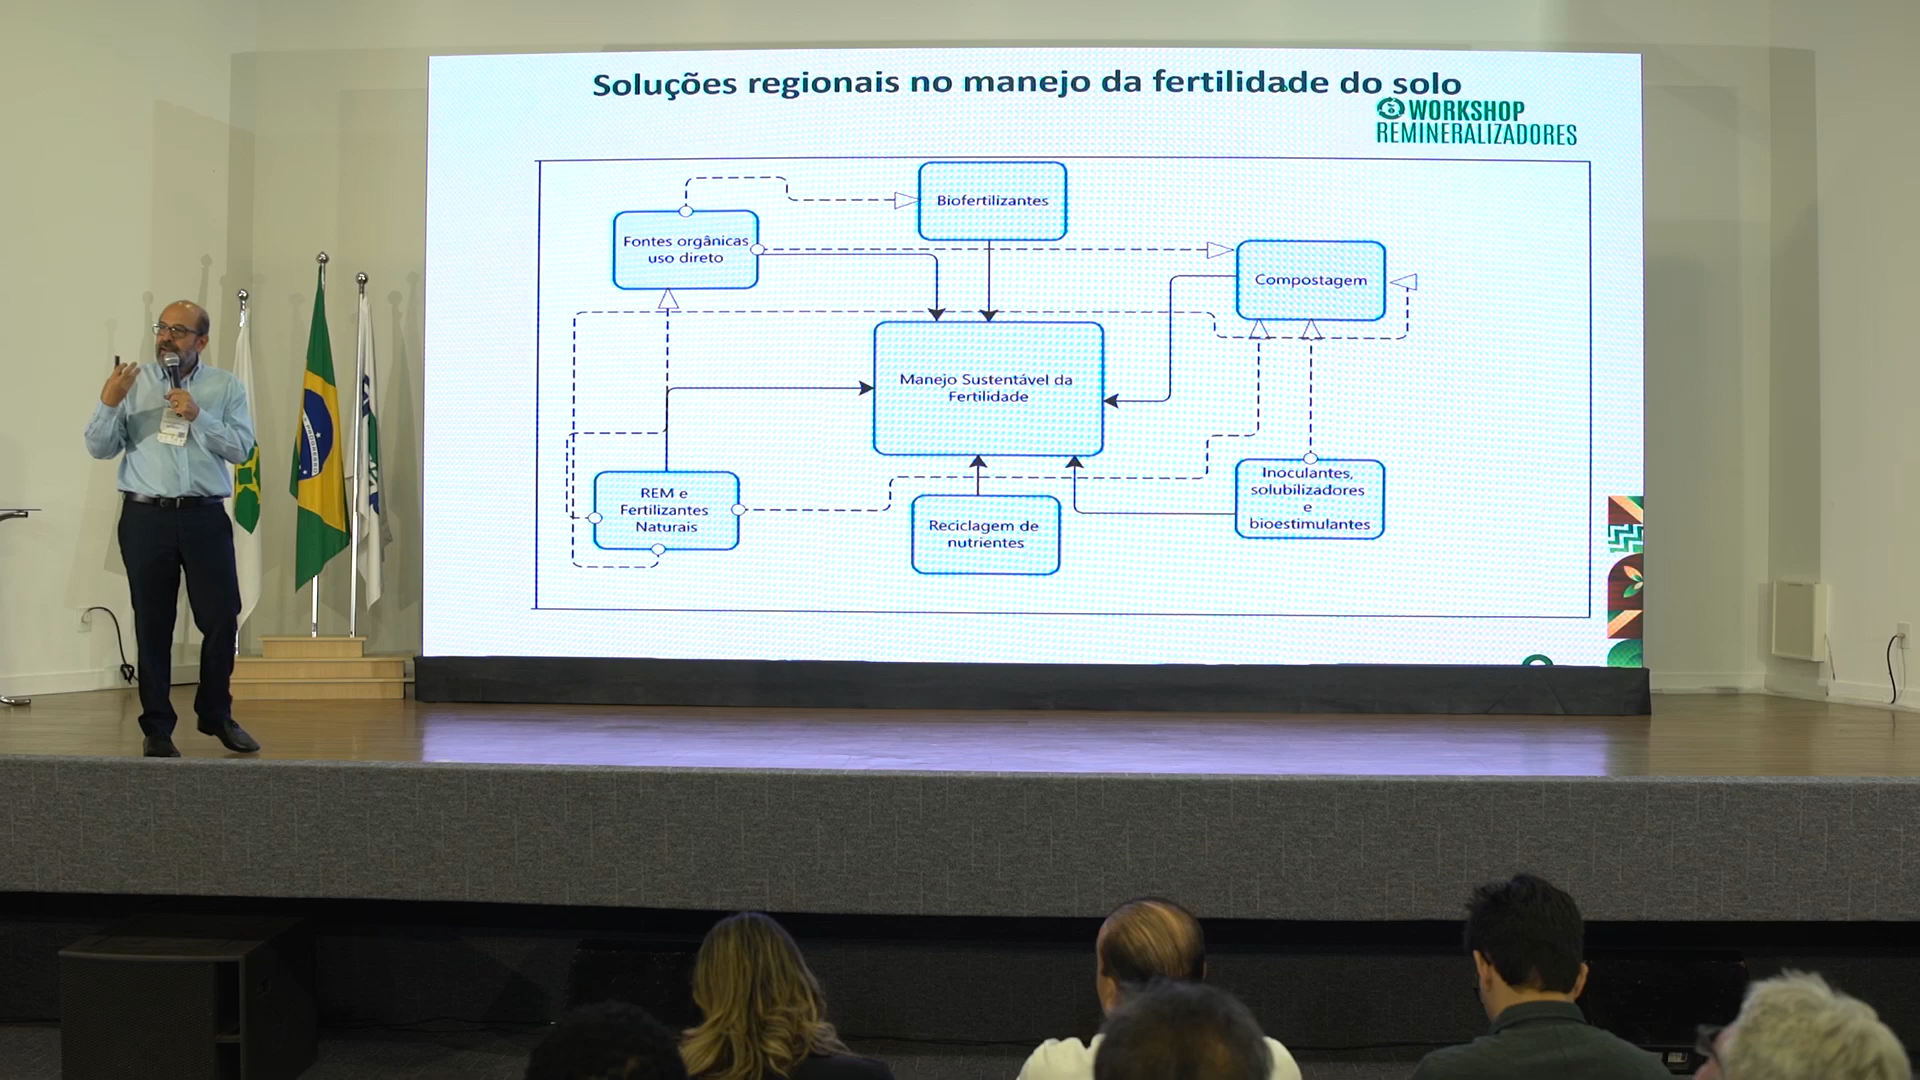 Soluções regionais no manejo da fertilidade do solo
WORKSHOP
REMINERALIZADORES
Biofertilizantes
Fontes orgânicas
uso direto
Compostagem
Manejo Sustentável da
Fertilidade
REM e
Fertilizantes
Naturais
Reciclagem de
nutrientes
Inoculantes,
solubilizadores
e
bioestimulantes